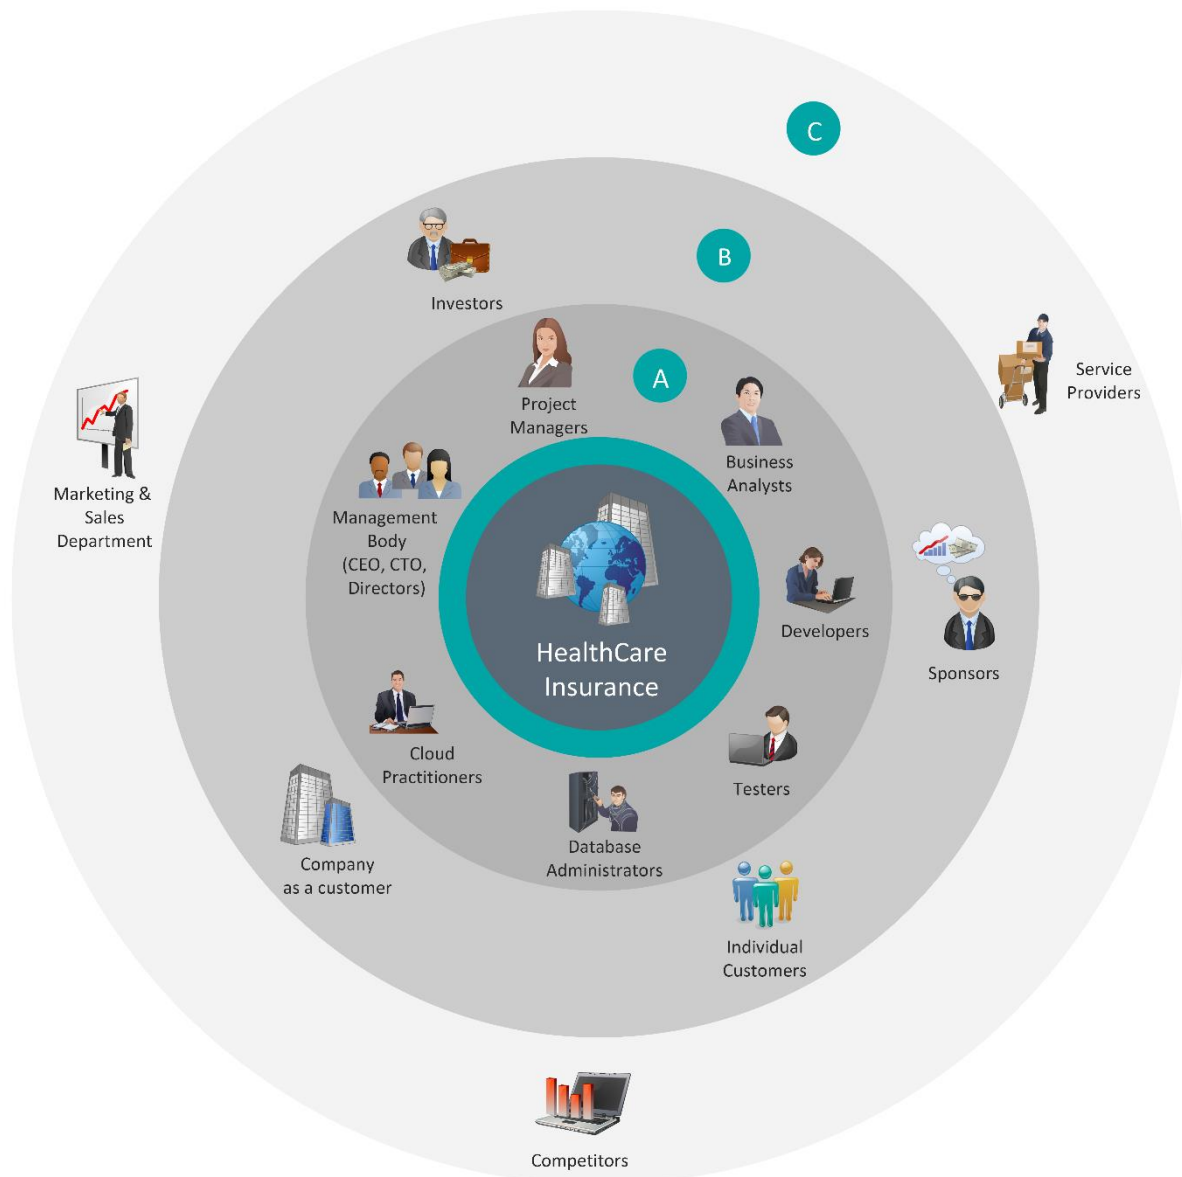 C
B
Investors
A
Project
Managers
Service
Providers
Business
Analysts
Marketing &
Sales
Department
Management
Body
(CEO, CTO,
Directors)
Developers
HealthCare
Insurance
Sponsors
Cloud
Practitioners
Testers
Database
Administrators
Company
as a customer
Individual
Customers
Competitors